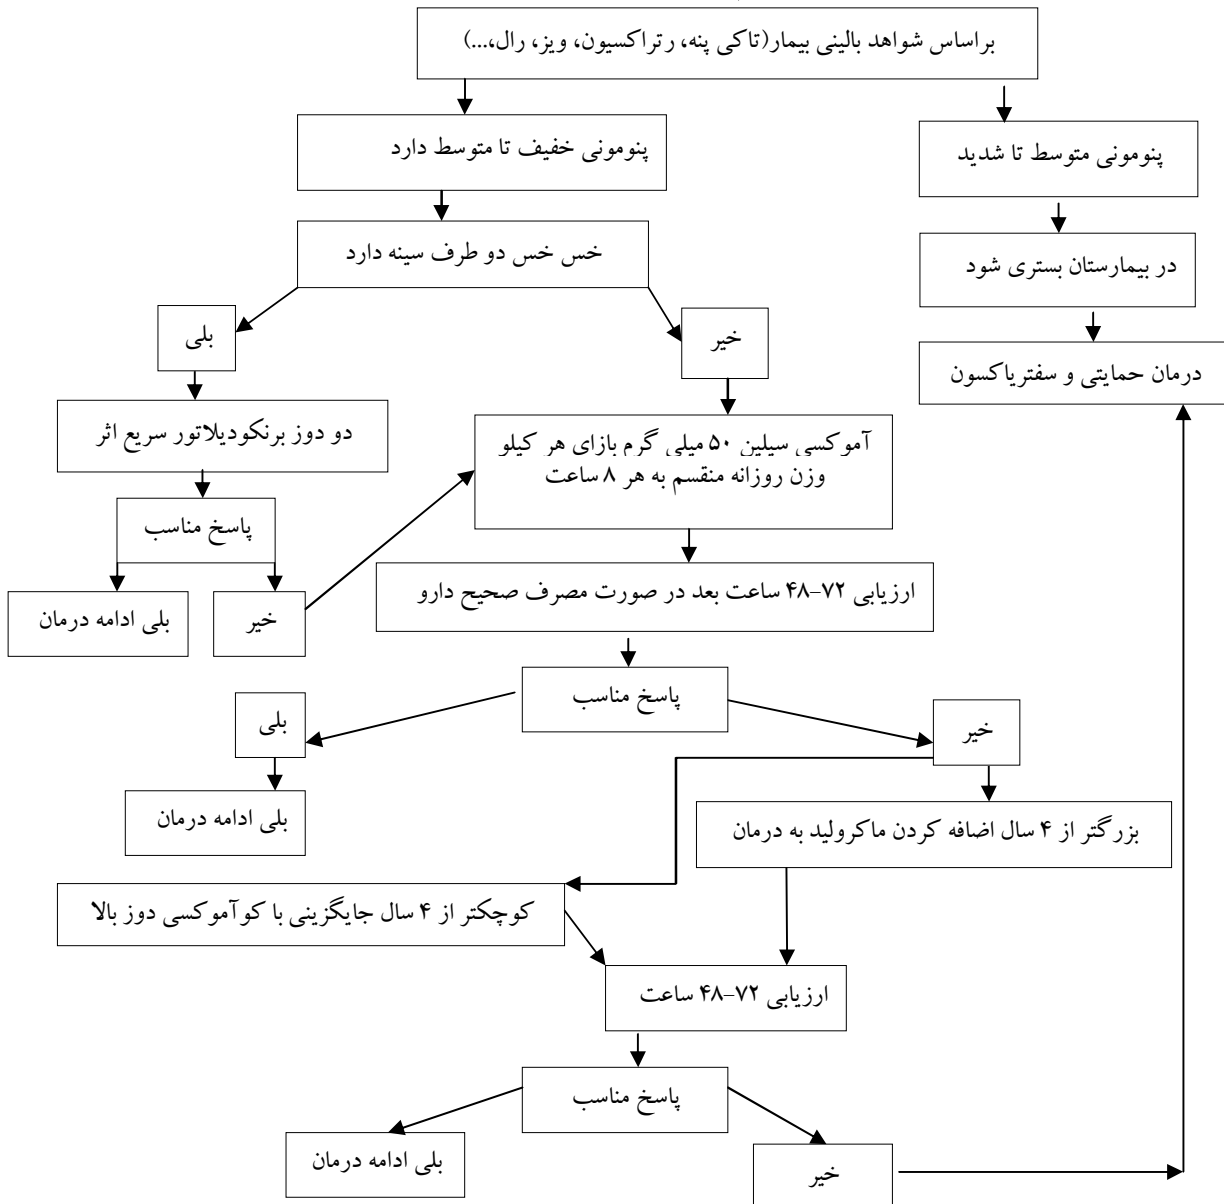 براساس شواهد بالینی بیمار(تاکی پنه، رتراکسیون، ویز، رال،...)
پنومونی متوسط تا شدید
پنومونی خفیف تا متوسط دارد
در بیمارستان بستری شود
خس خس دو طرف سینه دارد
خیر
بلی
درمان حمایتی و سفتریاکسون
دو دوز برنکودیلاتور سریع اثر
آموکسی سیلین ۵۰ میلی گرم بازای هر کیلو
وزن روزانه منقسم به هر ۸ ساعت
پاسخ مناسب
خیر
بلی ادامه درمان
ارزیابی ۷۲–۴۸ ساعت بعد در صورت مصرف صحیح دارو
پاسخ مناسب
خیر
بلی
بلی ادامه درمان
بزرگتر از ۴ سال اضافه کردن ماکرولید به درمان
کوچکتر از ۴ سال جایگزینی با کوآموکسی دوز بالا
ارزیابی ۷۲–۴۸ ساعت
پاسخ مناسب
بلی ادامه درمان
خیر